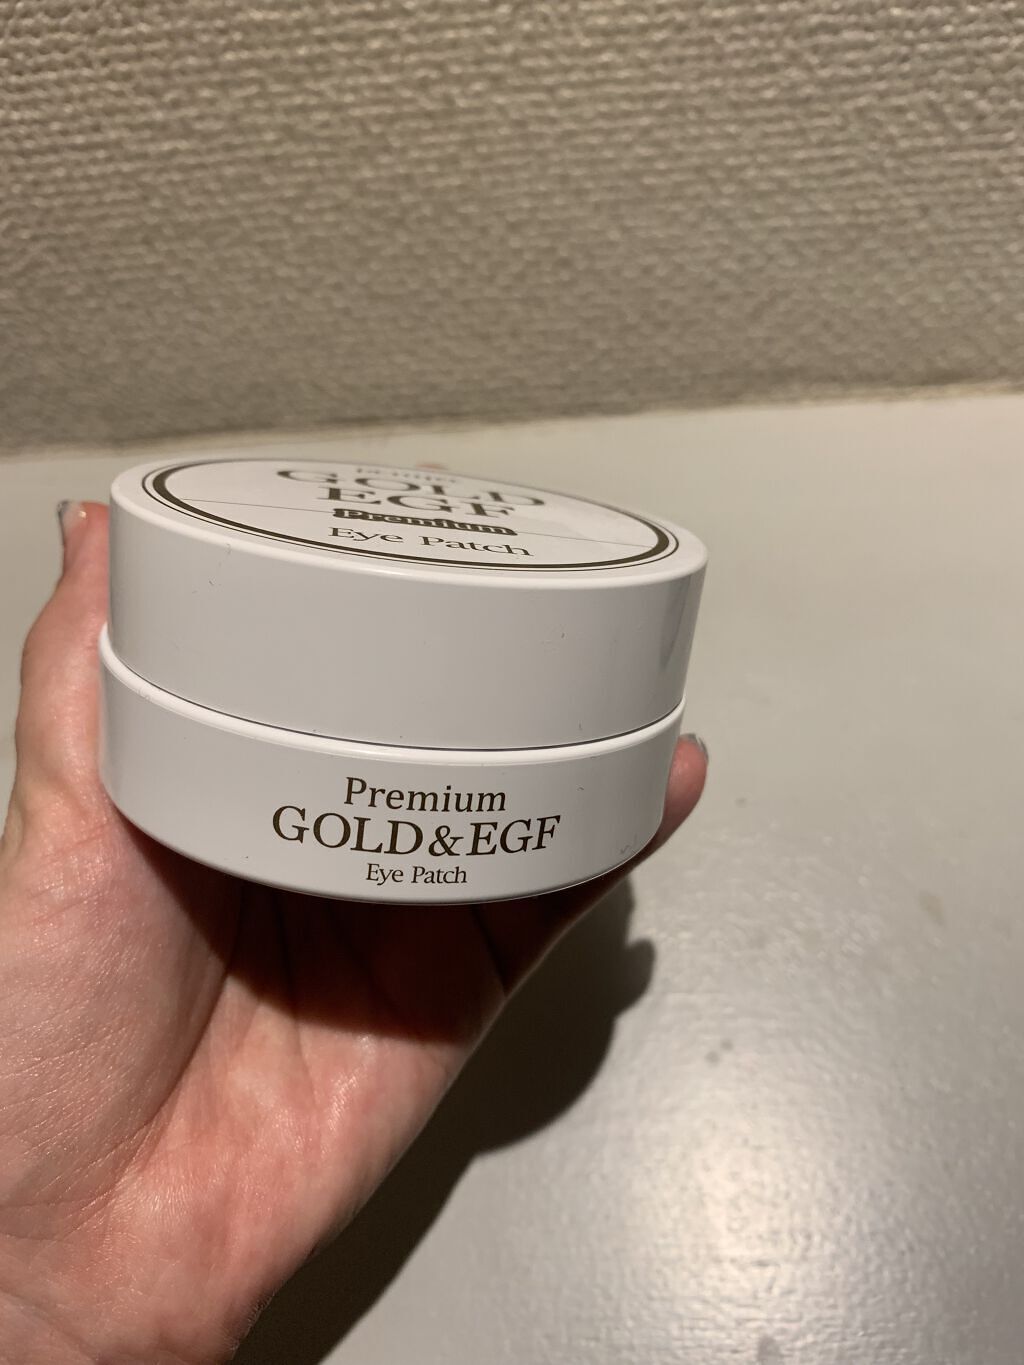 GOLD
EGF
Premium
Eye Patch
Premium
GOLD&EGF
Eye Patch